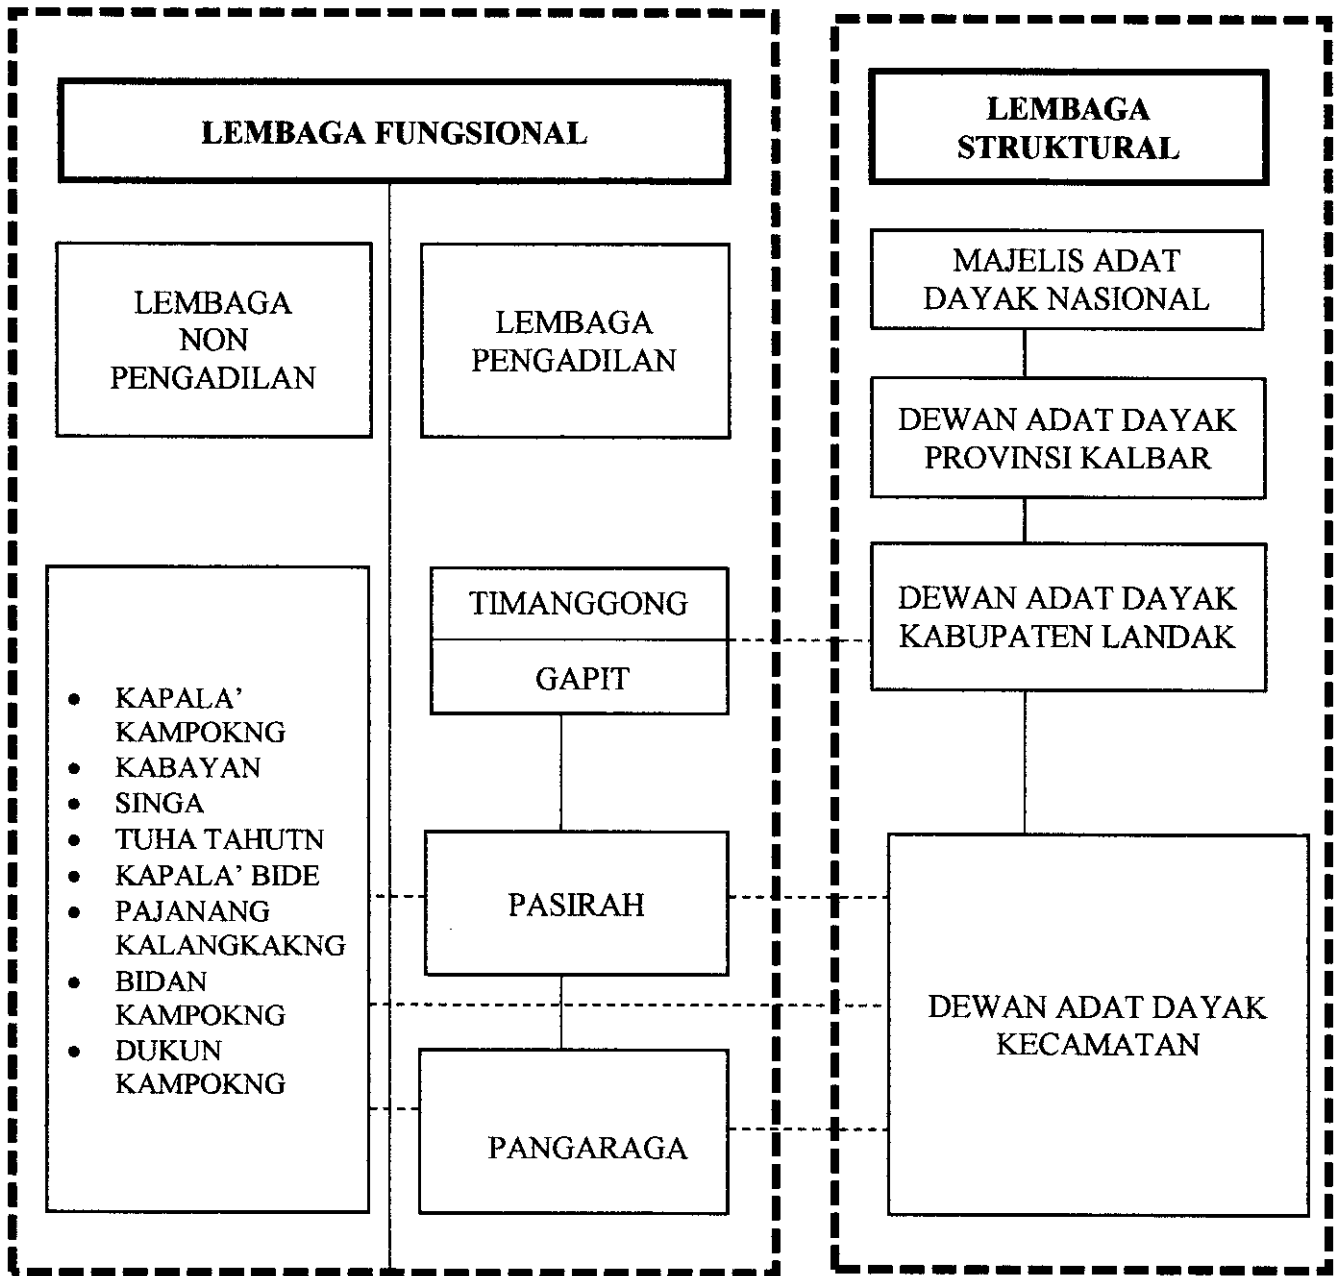 LEMBAGA FUNGSIONAL
LEMBAGA
NON
PENGADILAN
LEMBAGA
PENGADILAN
• KAPALA’
KAMPOKNG
• KABAYAN
• SINGA
• TUHA TAHUTN
• KAPALA’ BIDE
• PAJANANG
KALANGKAKNG
• BIDAN
KAMPOKNG
• DUKUN
KAMPOKNG
TIMANGGONG
GAPIT
PASIRAH
PANGARAGA
LEMBAGA
STRUKTURAL
MAJELIS ADAT
DAYAK NASIONAL
DEWAN ADAT DAYAK
PROVINSI KALBAR
DEWAN ADAT DAYAK
KABUPATEN LANDAK
DEWAN ADAT DAYAK
KECAMATAN